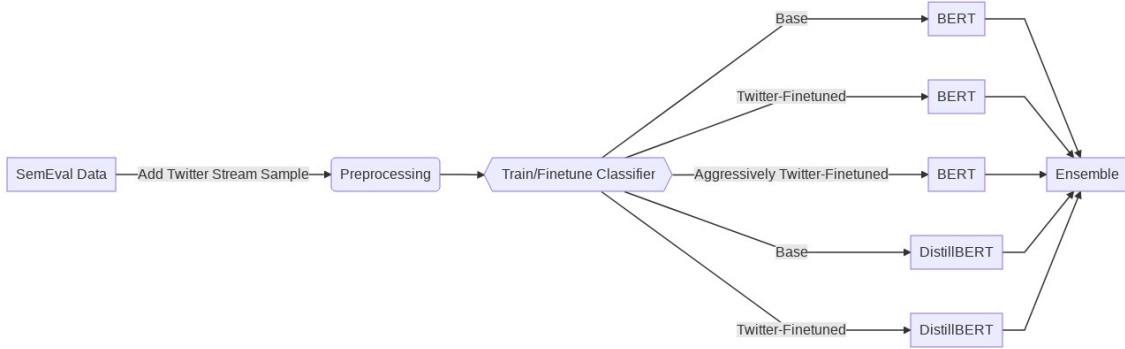 Base
BERT
Twitter-Finetuned
BERT
SemEval Data
Add Twitter Stream Sample
Preprocessing
Train/Finetune Classifier
Aggressively Twitter-Finetuned
BERT
Ensemble
Base
DistillBERT
Twitter-Finetuned
DistillBERT